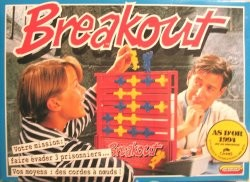 Breakout
AS D'OR
1994
Breakout
Votre mission:
faire évader 3 prisonniers...
Vos moyens : des cordes à nœuds !